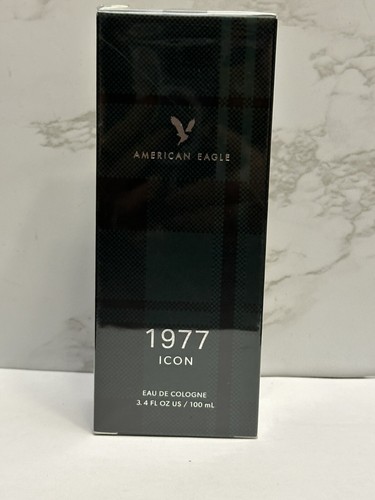 AMERICAN EAGLE
1977
ICON
EAU DE COLOGNE
3.4 FL OZ US / 100 mL